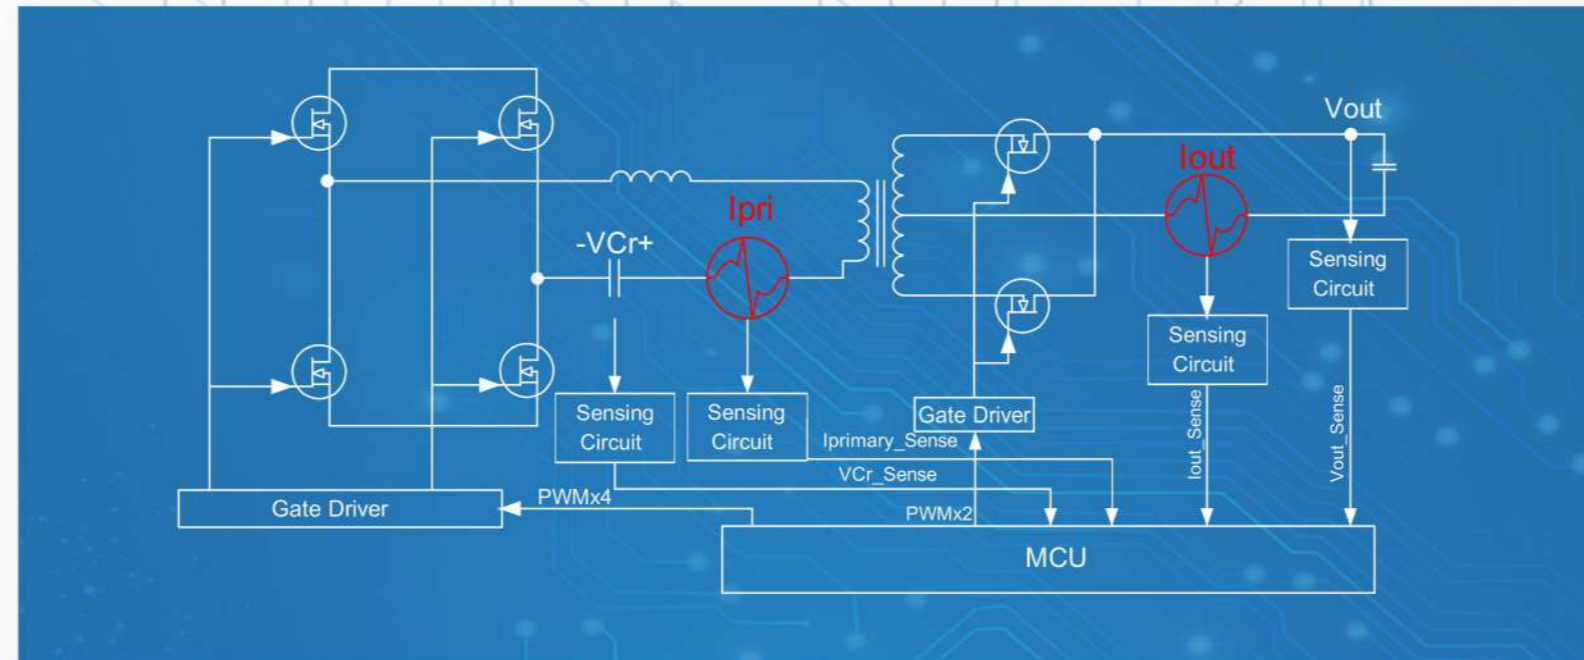 Vout
Iout
Ipri
-VCr+
Sensing
Circuit
Sensing
Circuit
Sensing
Circuit
Sensing
Circuit
Gate Driver
Iprimary_Sense
VCr_Sense
Iout_Sense
Vout_Sense
PWMx4
Gate Driver
PWMx2
MCU